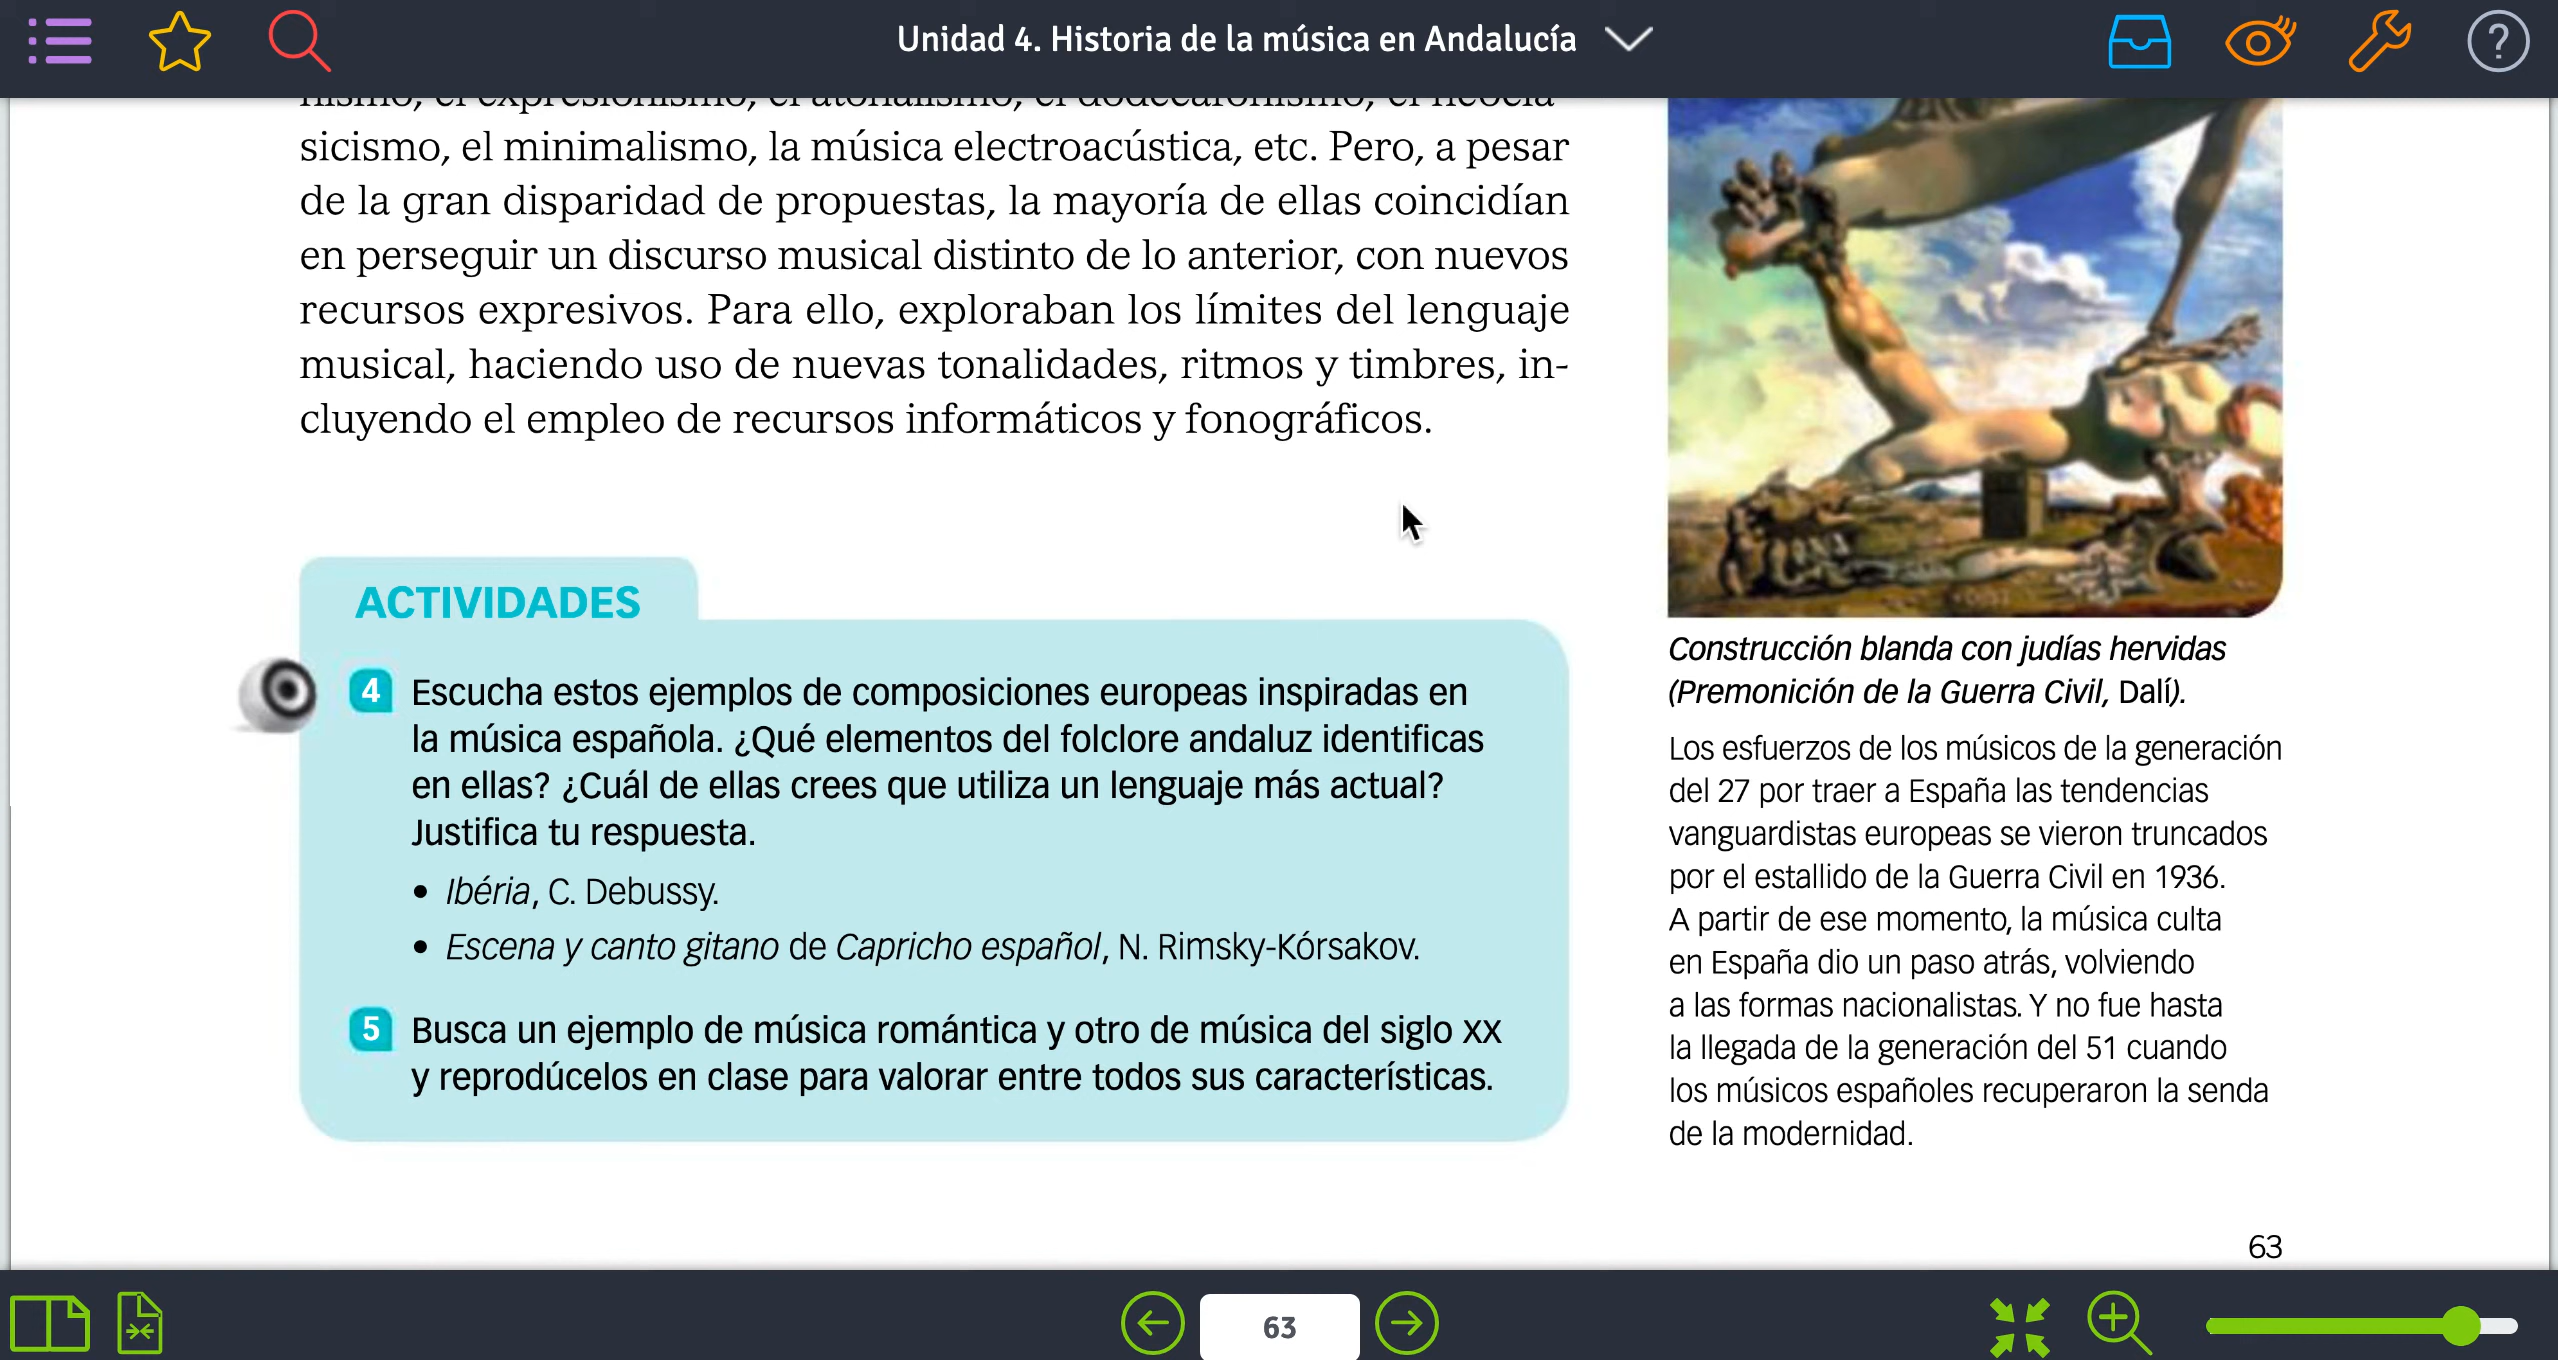 Unidad 4. Historia de la música en Andalucía
nismo, el expresionismo, el atonalismo, el dodecafonismo, el neocla-
sicismo, el minimalismo, la música electroacústica, etc. Pero, a pesar
de la gran disparidad de propuestas, la mayoría de ellas coincidían
en perseguir un discurso musical distinto de lo anterior, con nuevos
recursos expresivos. Para ello, exploraban los límites del lenguaje
musical, haciendo uso de nuevas tonalidades, ritmos y timbres, in-
cluyendo el empleo de recursos informáticos y fonográficos.
ACTIVIDADES
4 Escucha estos ejemplos de composiciones europeas inspiradas en
la música española. ¿Qué elementos del folclore andaluz identificas
en ellas? ¿Cuál de ellas crees que utiliza un lenguaje más actual?
Justifica tu respuesta.
• Ibéria, C. Debussy.
• Escena y canto gitano de Capricho español, N. Rimsky-Kórsakov.
5 Busca un ejemplo de música romántica y otro de música del siglo XX
y reprodúcelos en clase para valorar entre todos sus características.
Construcción blanda con judías hervidas
(Premonición de la Guerra Civil, Dalí).
Los esfuerzos de los músicos de la generación
del 27 por traer a España las tendencias
vanguardistas europeas se vieron truncados
por el estallido de la Guerra Civil en 1936.
A partir de ese momento, la música culta
en España dio un paso atrás, volviendo
a las formas nacionalistas. Y no fue hasta
la llegada de la generación del 51 cuando
los músicos españoles recuperaron la senda
de la modernidad.
63
63